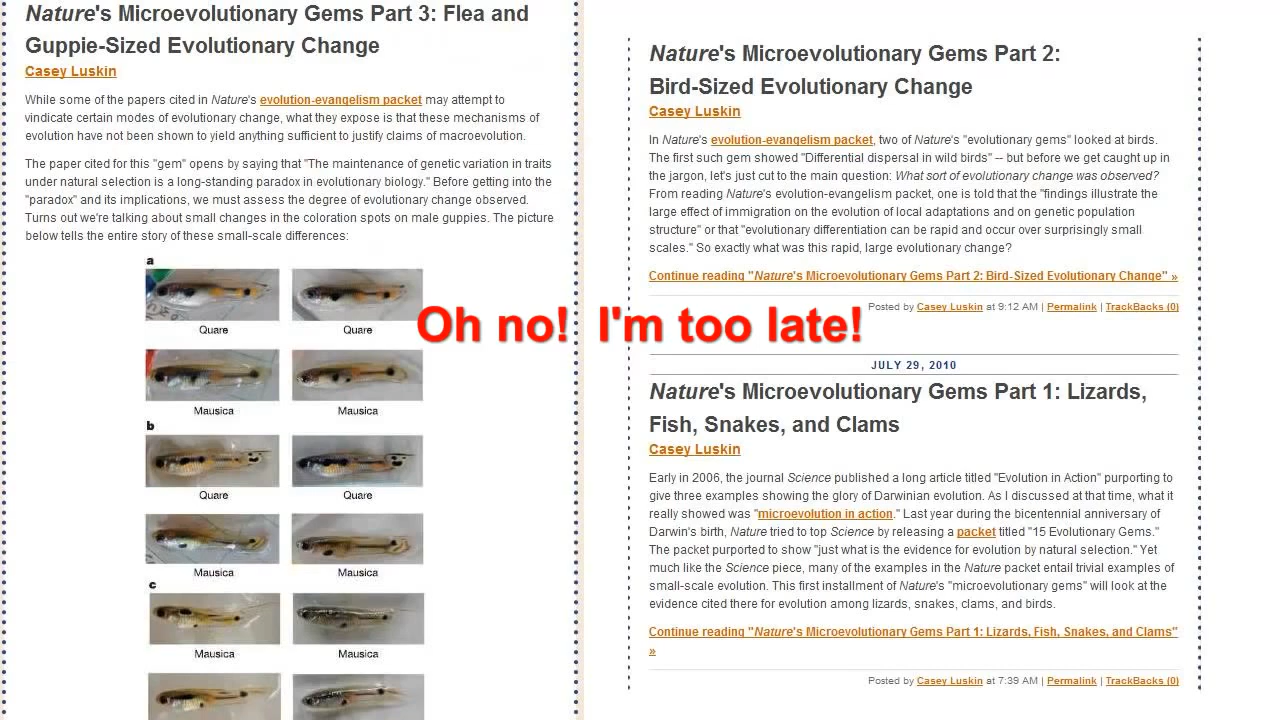 Nature's Microevolutionary Gems Part 3: Flea and
Guppie-Sized Evolutionary Change
Casey Luskin
While some of the papers cited in Nature's evolution-evangelism packet may attempt to
vindicate certain modes of evolutionary change, what they expose is that these mechanisms of
evolution have not been shown to yield anything sufficient to justify claims of macroevolution.
The paper cited for this "gem" opens by saying that "The maintenance of genetic variation in traits
under natural selection is a long-standing paradox in evolutionary biology." Before getting into the
"paradox" and its implications, we must assess the degree of evolutionary change observed.
Turns out we're talking about small changes in the coloration spots on male guppies. The picture
below tells the entire story of these small-scale differences:
a
Quare Quare
Mausica Mausica
b
Quare Quare
Mausica Mausica
c
Mausica Mausica
Oh no! I'm too late!
Nature's Microevolutionary Gems Part 2:
Bird-Sized Evolutionary Change
Casey Luskin
In Nature's evolution-evangelism packet, two of Nature's "evolutionary gems" looked at birds.
The first such gem showed "Differential dispersal in wild birds" -- but before we get caught up in
the jargon, let's just cut to the main question: What sort of evolutionary change was observed?
From reading Nature's evolution-evangelism packet, one is told that the "findings illustrate the
large effect of immigration on the evolution of local adaptations and on genetic population
structure" or that "evolutionary differentiation can be rapid and occur over surprisingly small
scales." So exactly what was this rapid, large evolutionary change?
Continue reading "Nature's Microevolutionary Gems Part 2: Bird-Sized Evolutionary Change" »
Posted by Casey Luskin at 9:12 AM | Permalink | TrackBacks (0)
JULY 29, 2010
Nature's Microevolutionary Gems Part 1: Lizards,
Fish, Snakes, and Clams
Casey Luskin
Early in 2006, the journal Science published a long article titled "Evolution in Action" purporting to
give three examples showing the glory of Darwinian evolution. As I discussed at that time, what it
really showed was "microevolution in action." Last year during the bicentennial anniversary of
Darwin's birth, Nature tried to top Science by releasing a packet titled "15 Evolutionary Gems."
The packet purported to show "just what is the evidence for evolution by natural selection." Yet
much like the Science piece, many of the examples in the Nature packet entail trivial examples of
small-scale evolution. This first installment of Nature's "microevolutionary gems" will look at the
evidence cited there for evolution among lizards, snakes, clams, and birds.
Continue reading "Nature's Microevolutionary Gems Part 1: Lizards, Fish, Snakes, and Clams"
»
Posted by Casey Luskin at 7:39 AM | Permalink | TrackBacks (0)